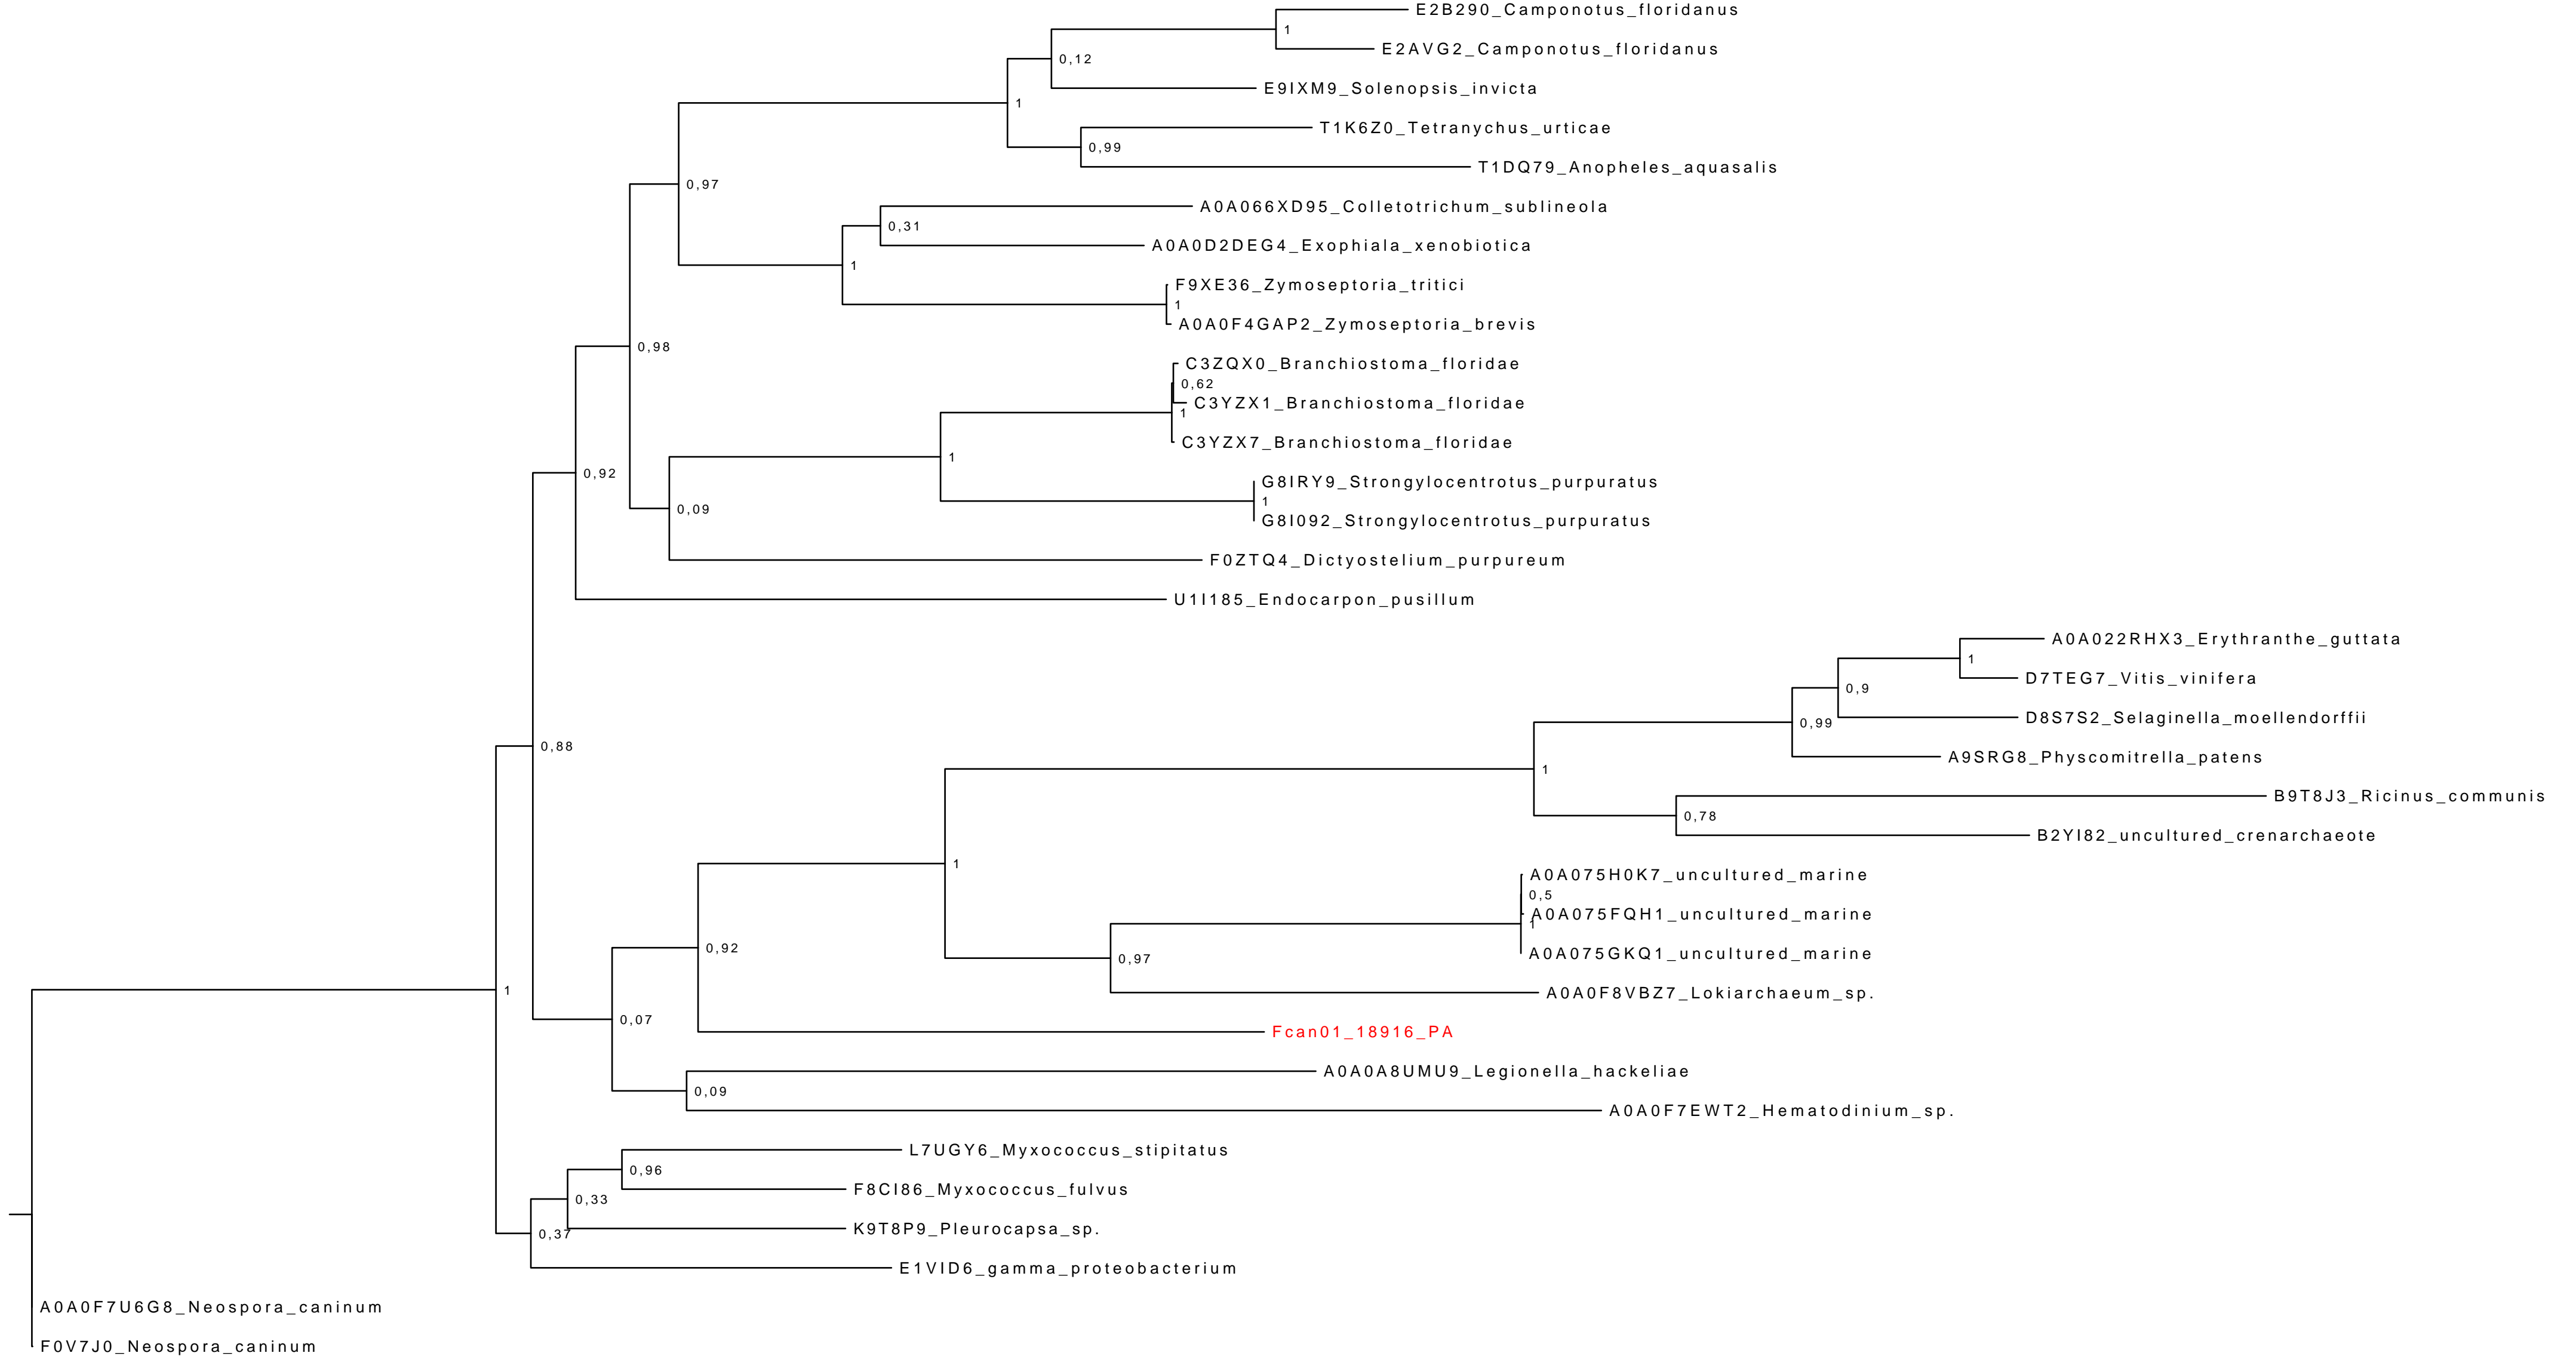 E2B290_Camponotus_floridanus
1
E2AVG2_Camponotus_floridanus
0,12
E9IXM9_Solenopsis_invicta
1
T1K6Z0_Tetranychus_urticae
0,99
T1DQ79_Anopheles_aquasalis
0,97
A0A066XD95_Colletotrichum_sublineola
0,31
A0A0D2DEG4_Exophiala_xenobiotica
1
F9XE36_Zymoseptoria_tritici
1
A0A0F4GAP2_Zymoseptoria_brevis
0,98
C3ZQX0_Branchiostoma_floridae
0,62
C3YZX1_Branchiostoma_floridae
1
C3YZX7_Branchiostoma_floridae
1
0,92
G8IRY9_Strongylocentrotus_purpuratus
1
0,09
G8I092_Strongylocentrotus_purpuratus
F0ZTQ4_Dictyostelium_purpureum
U1I185_Endocarpon_pusillum
A0A022RHX3_Erythranthe_guttata
1
D7TEG7_Vitis_vinifera
0,9
D8S7S2_Selaginella_moellendorffii
0,99
0,88
A9SRG8_Physcomitrella_patens
1
B9T8J3_Ricinus_communis
0,78
B2YI82_uncultured_crenarchaeote
1
A0A075H0K7_uncultured_marine
0,5
A0A075FQH1_uncultured_marine
1
0,92
A0A075GKQ1_uncultured_marine
0,97
1
A0A0F8VBZ7_Lokiarchaeum_sp.
0,07
Fcan01_18916_PA
A0A0A8UMU9_Legionella_hackeliae
0,09
A0A0F7EWT2_Hematodinium_sp.
L7UGY6_Myxococcus_stipitatus
0,96
F8CI86_Myxococcus_fulvus
0,33
K9T8P9_Pleurocapsa_sp.
0,37
E1VID6_gamma_proteobacterium
A0A0F7U6G8_Neospora_caninum
F0V7J0_Neospora_caninum